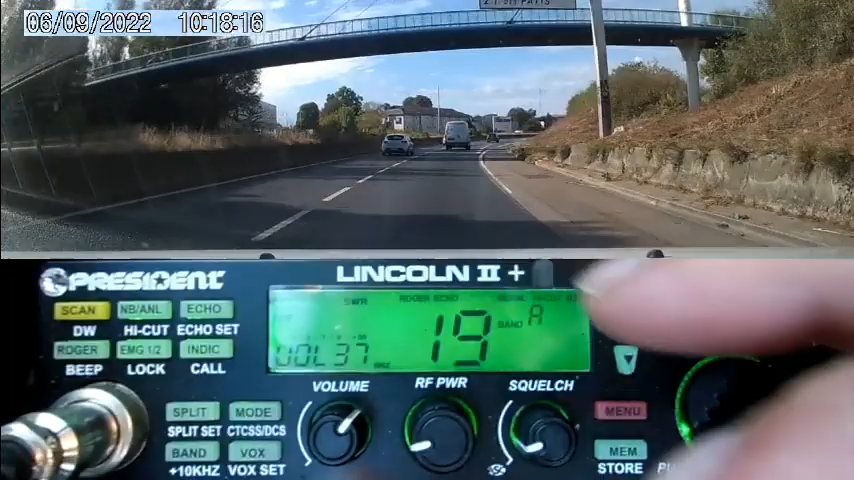 06/09/2022 10:18:16
PRESIDENT LINCOLN II +
SCAN NB/ANL ECHO
DW HI-CUT ECHO SET
ROGER EMG 1/2 INDIC
BEEP LOCK CALL
SWR ROGER ECHO
19 BAND A
VOL37
VOLUME RF PWR SQUELCH
SPLIT MODE
SPLIT SET CTCSS/DCS
BAND VOX
+10KHZ VOX SET
MENU
MEM
STORE